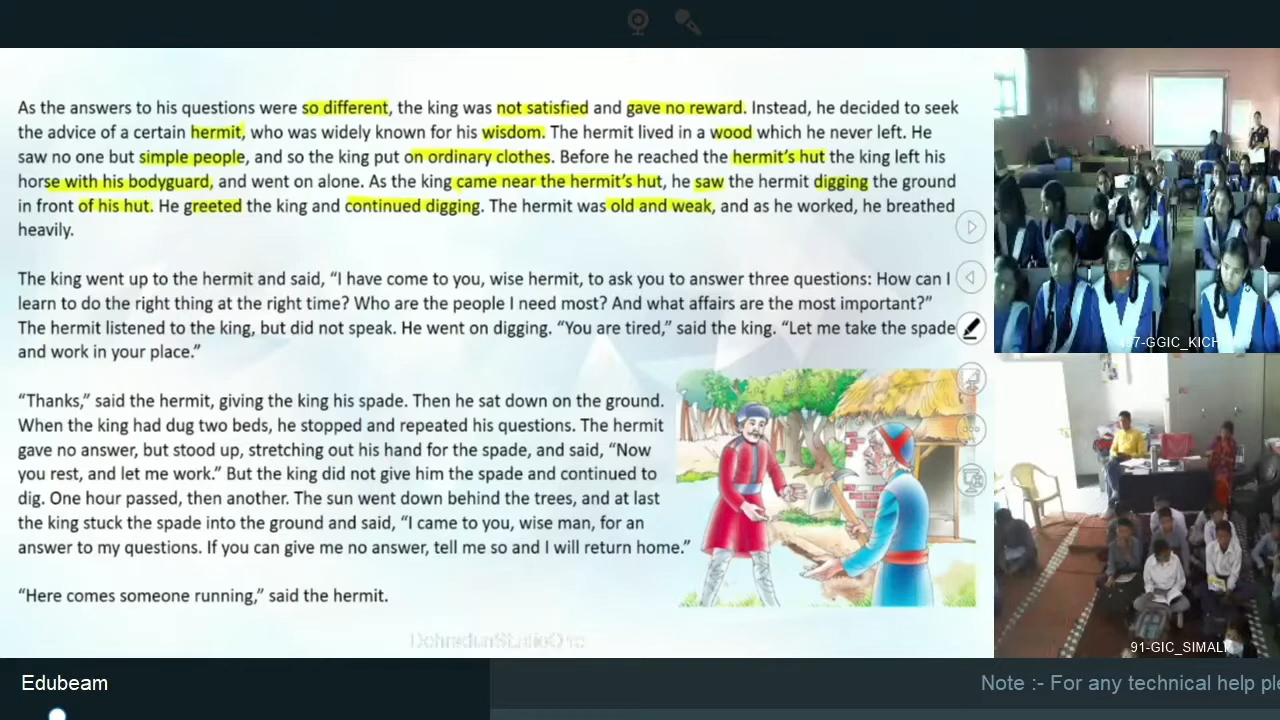 As the answers to his questions were so different, the king was not satisfied and gave no reward. Instead, he decided to seek
the advice of a certain hermit, who was widely known for his wisdom. The hermit lived in a wood which he never left. He
saw no one but simple people, and so the king put on ordinary clothes. Before he reached the hermit’s hut the king left his
horse with his bodyguard, and went on alone. As the king came near the hermit’s hut, he saw the hermit digging the ground
in front of his hut. He greeted the king and continued digging. The hermit was old and weak, and as he worked, he breathed
heavily.
The king went up to the hermit and said, “I have come to you, wise hermit, to ask you to answer three questions: How can I
learn to do the right thing at the right time? Who are the people I need most? And what affairs are the most important?”
The hermit listened to the king, but did not speak. He went on digging. “You are tired,” said the king. “Let me take the spade
and work in your place.”
“Thanks,” said the hermit, giving the king his spade. Then he sat down on the ground.
When the king had dug two beds, he stopped and repeated his questions. The hermit
gave no answer, but stood up, stretching out his hand for the spade, and said, “Now
you rest, and let me work.” But the king did not give him the spade and continued to
dig. One hour passed, then another. The sun went down behind the trees, and at last
the king stuck the spade into the ground and said, “I came to you, wise man, for an
answer to my questions. If you can give me no answer, tell me so and I will return home.”
“Here comes someone running,” said the hermit.
91-GIC_SIMALI
Edubeam
Note :- For any technical help ple